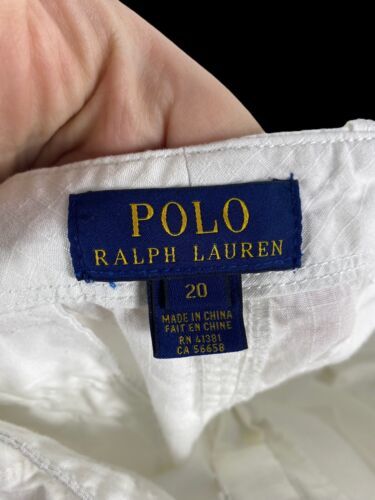 POLO
RALPH LAUREN
20
MADE IN CHINA
FAIT EN CHINE
RN 41381
CA 56658